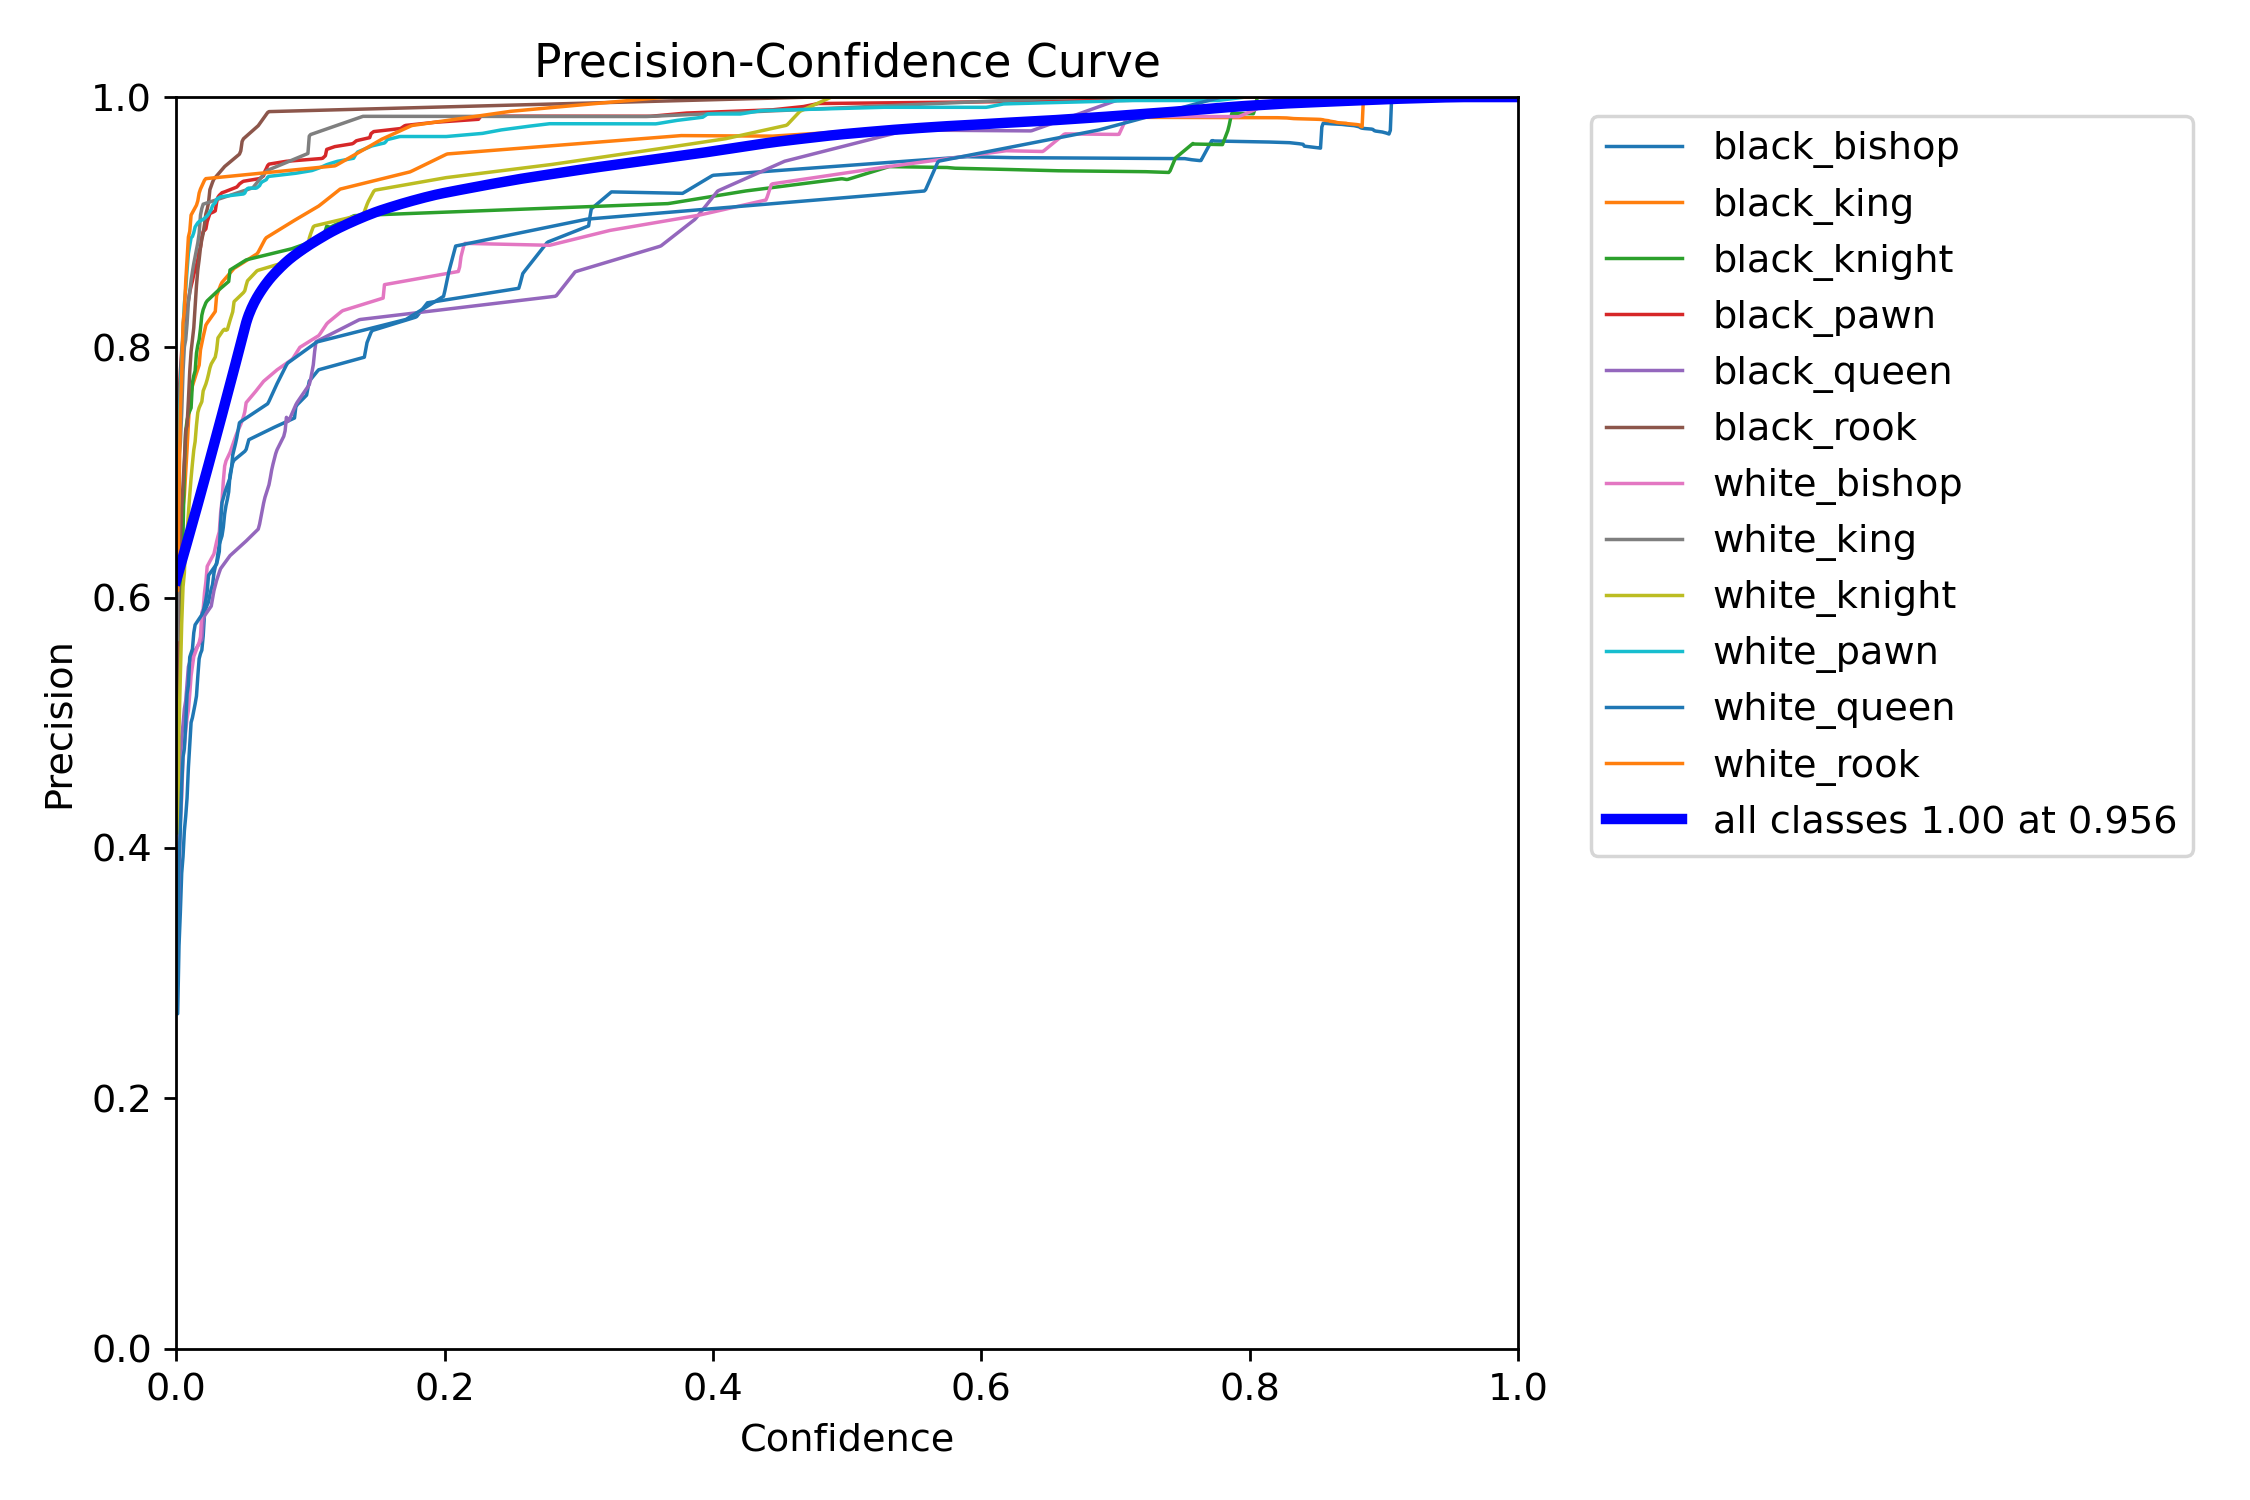 Precision-Confidence Curve
1.0
0.8
0.6
0.4
0.2
0.0
Precision
0.0 0.2 0.4 0.6 0.8 1.0
Confidence
black_bishop
black_king
black_knight
black_pawn
black_queen
black_rook
white_bishop
white_king
white_knight
white_pawn
white_queen
white_rook
all classes 1.00 at 0.956